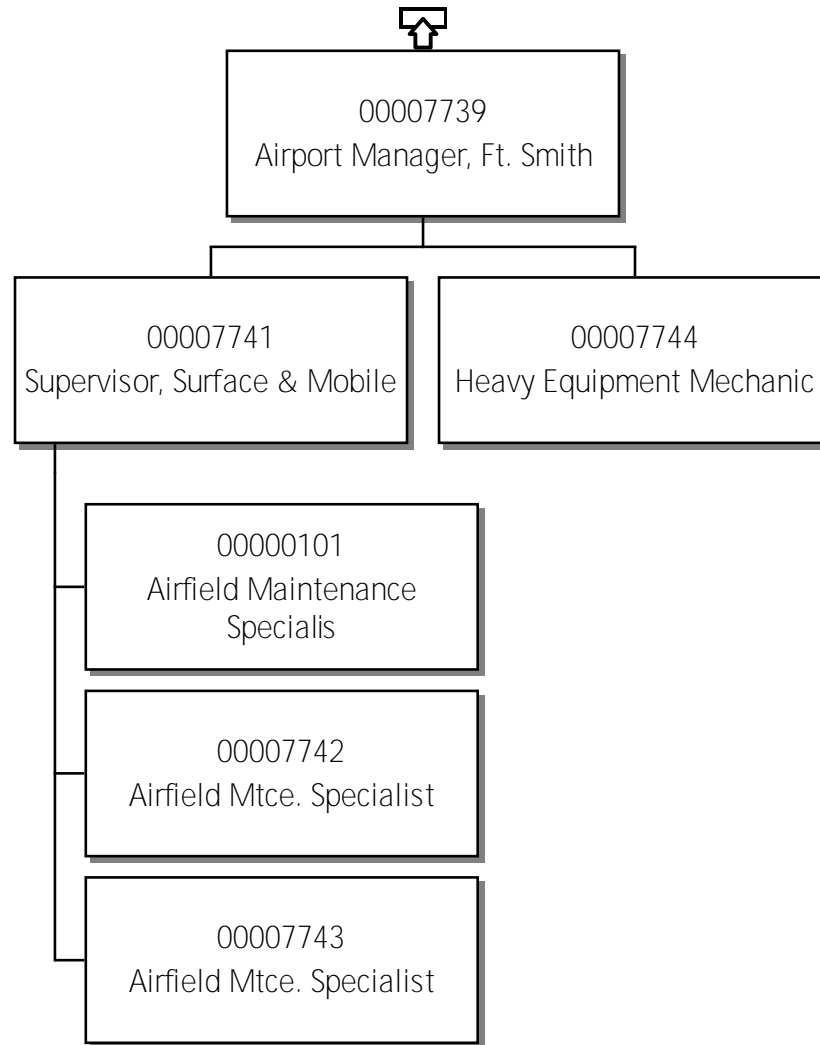 00007739
Airport Manager, Ft. Smith
00007741
Supervisor, Surface & Mobile
00007744
Heavy Equipment Mechanic
00000101
Airfield Maintenance
Specialis
00007742
Airfield Mtce. Specialist
00007743
Airfield Mtce. Specialist